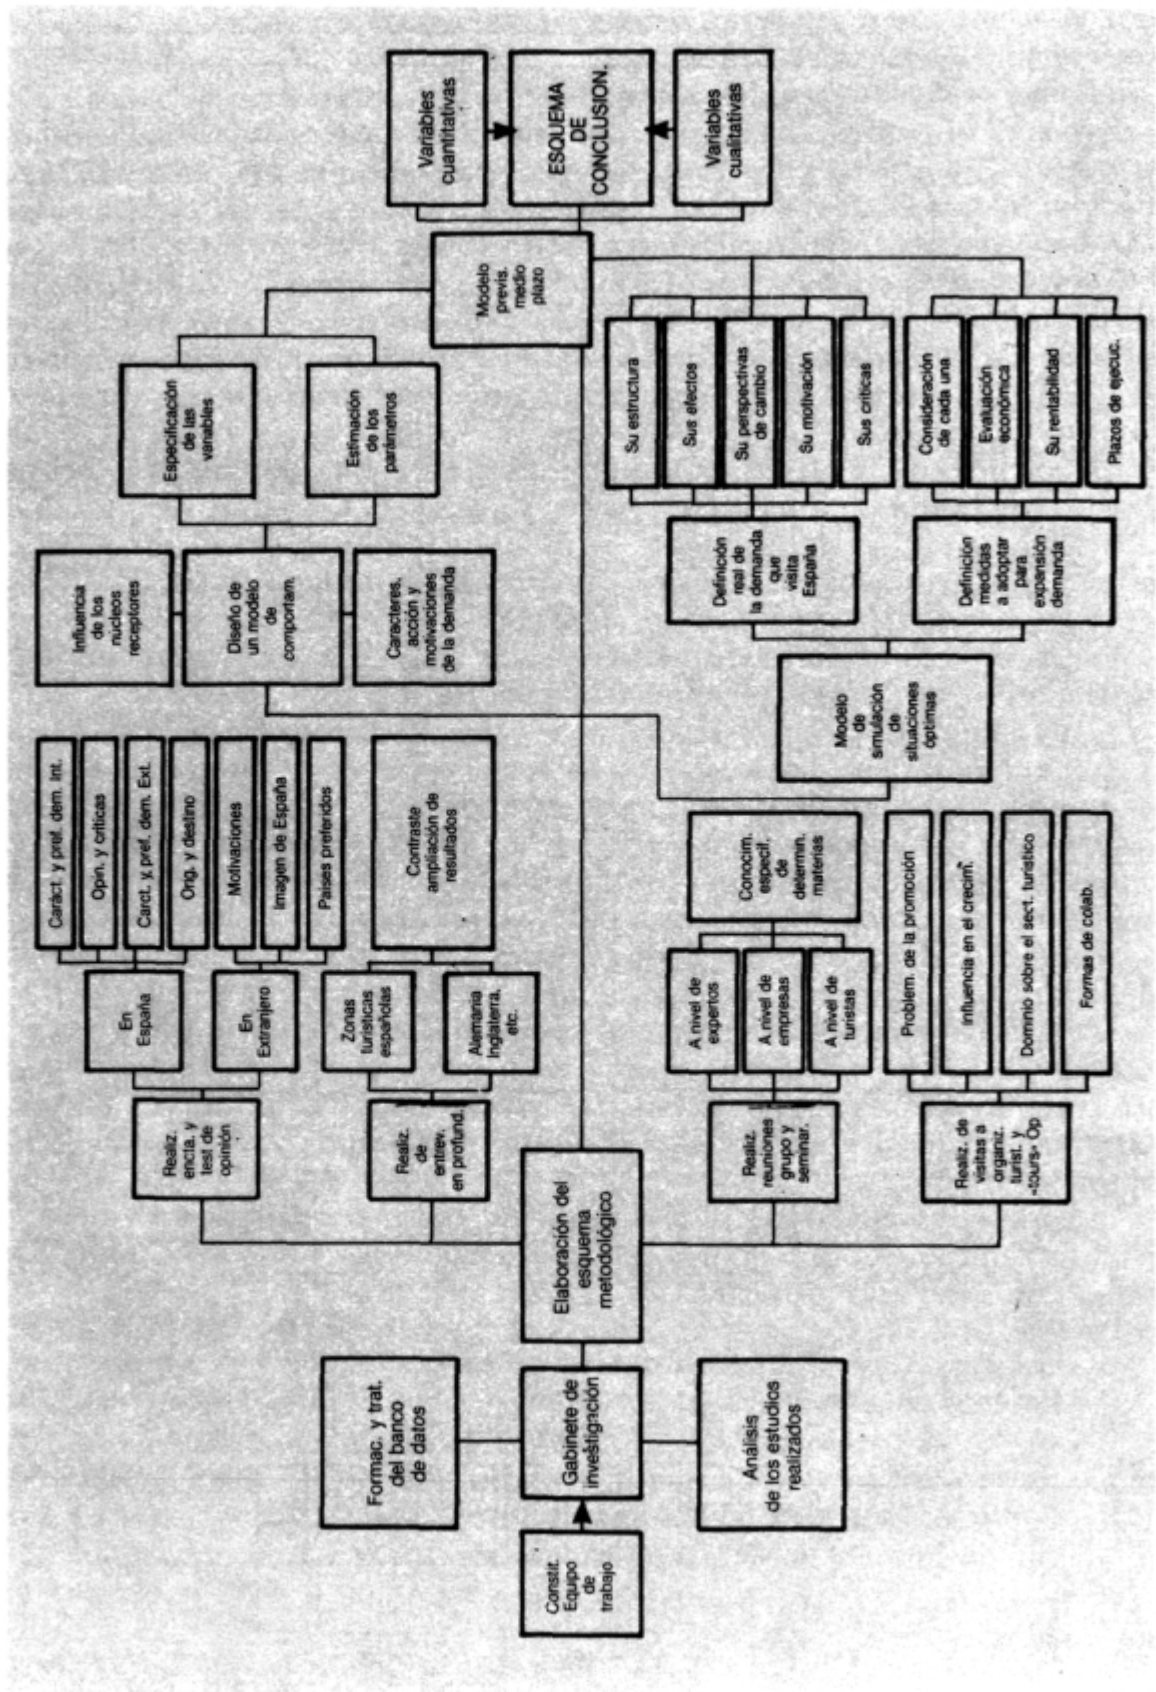 Constit.
Equipo
de
trabajo
Formac. y trat.
del banco
de datos
Gabinete de
investigación
Análisis
de los estudios
realizados
Elaboración del
esquema
metodológico
Realiz.
encta. y
test de
opinión
En
España
Caráct. y pref. dem. Int.
Opin. y críticas
Carct. y, pref. dem. Ext.
Orig. y destino
En
Extranjero
Motivaciones
Imagen de España
Países preferidos
Realiz.
de
entrev.
en profund.
Zonas
turísticas
españolas
Alemania
Inglaterra,
etc.
Contraste
ampliación de
resultados
Realiz.
reuniones
grupo y
seminar.
A nivel de
expertos
A nivel de
empresas
A nivel de
turistas
Conocim.
especif.
de
determin.
materias
Realiz. de
visitas a
organiz.
turist. y
«tours» Op
Problem. de la promoción
Influencia en el crecim.
Dominio sobre el sect. turístico
Formas de colab.
Influencia
de los
nucleos
receptores
Diseño de
un modelo
de
comportam.
Caracteres,
acción y
motivaciones
de la demanda
Especificación
de las
variables
Estimación
de los
parámetros
Modelo
de
simulación
de
situaciones
óptimas
Definición
real de
la demanda
que
visita
España
Su estructura
Sus efectos
Su perspectivas
de cambio
Su motivación
Sus críticas
Definición
medidas
a adoptar
para
expansión
demanda
Consideración
de cada una
Evaluación
económica
Su rentabilidad
Plazos de ejecuc.
Modelo
previs.
medio
plazo
Variables
cuantitativas
ESQUEMA
DE
CONCLUSION.
Variables
cualitativas